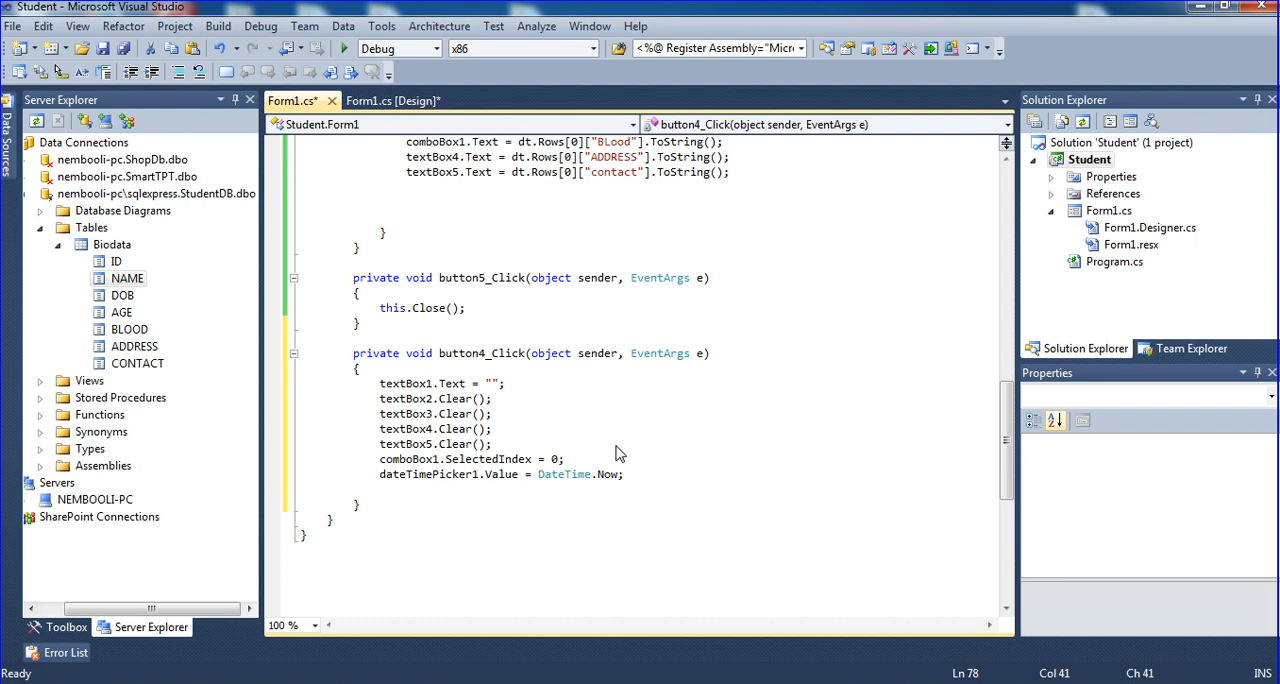 Student - Microsoft Visual Studio
File Edit View Refactor Project Build Debug Team Data Tools Architecture Test Analyze Window Help
Debug x86 <%@ Register Assembly="Micr
Server Explorer
Form1.cs* Form1.cs [Design]*
Solution Explorer
Data Sources
Student.Form1 button4_Click(object sender, EventArgs e)
Data Connections
nembooli-pc.ShopDb.dbo
nembooli-pc.SmartTPT.dbo
nembooli-pc\sqlexpress.StudentDB.dbo
Database Diagrams
Tables
Biodata
ID
NAME
DOB
AGE
BLOOD
ADDRESS
CONTACT
Views
Stored Procedures
Functions
Synonyms
Types
Assemblies
Servers
NEMBOOLI-PC
SharePoint Connections
Toolbox Server Explorer
Error List
comboBox1.Text = dt.Rows[0]["BLood"].ToString();
textBox4.Text = dt.Rows[0]["ADDRESS"].ToString();
textBox5.Text = dt.Rows[0]["contact"].ToString();
}
}
private void button5_Click(object sender, EventArgs e)
{
this.Close();
}
private void button4_Click(object sender, EventArgs e)
{
textBox1.Text = "";
textBox2.Clear();
textBox3.Clear();
textBox4.Clear();
textBox5.Clear();
comboBox1.SelectedIndex = 0;
dateTimePicker1.Value = DateTime.Now;
}
}
}
100 %
Solution 'Student' (1 project)
Student
Properties
References
Form1.cs
Form1.Designer.cs
Form1.resx
Program.cs
Solution Explorer Team Explorer
Properties
Ready Ln 78 Col 41 Ch 41 INS